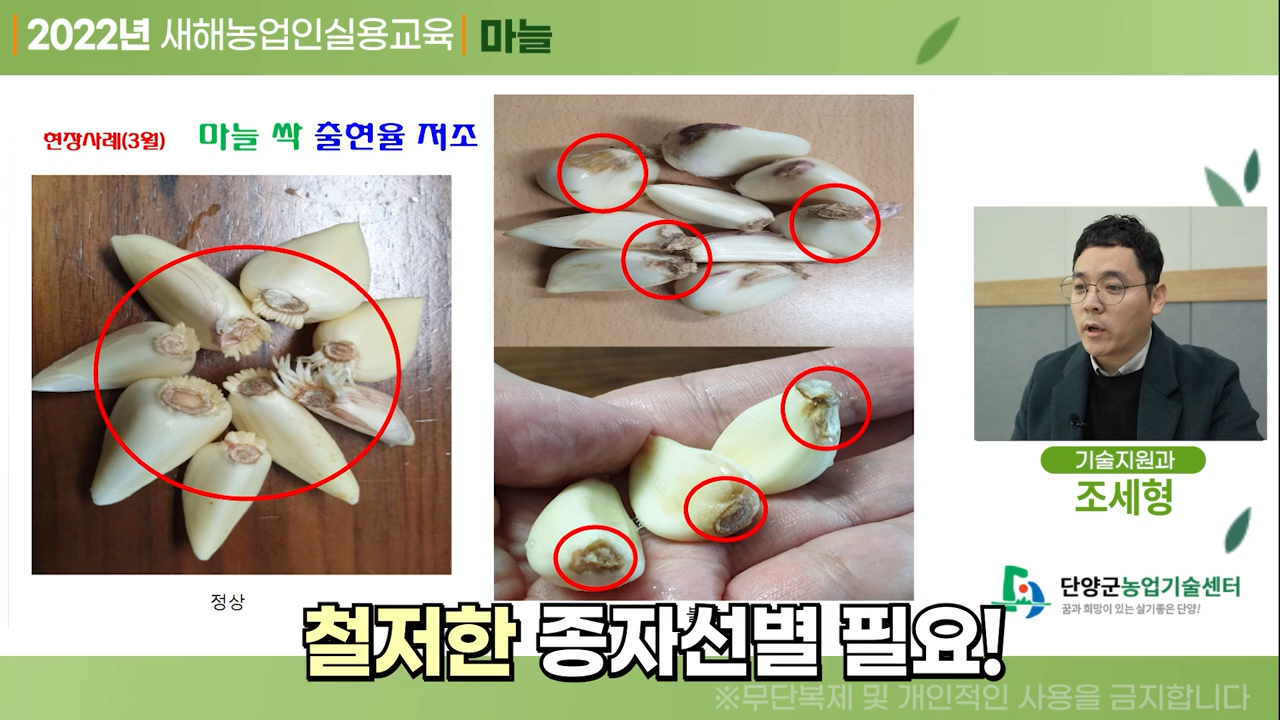 2022년 새해농업인실용교육 마늘
현장사례(3월) 마늘 싹 출현율 저조
정상
철저한 종자선별 필요!
기술지원과
조세형
단양군농업기술센터
꿈과 희망이 있는 살기좋은 단양!
※무단복제 및 개인적인 사용을 금지합니다